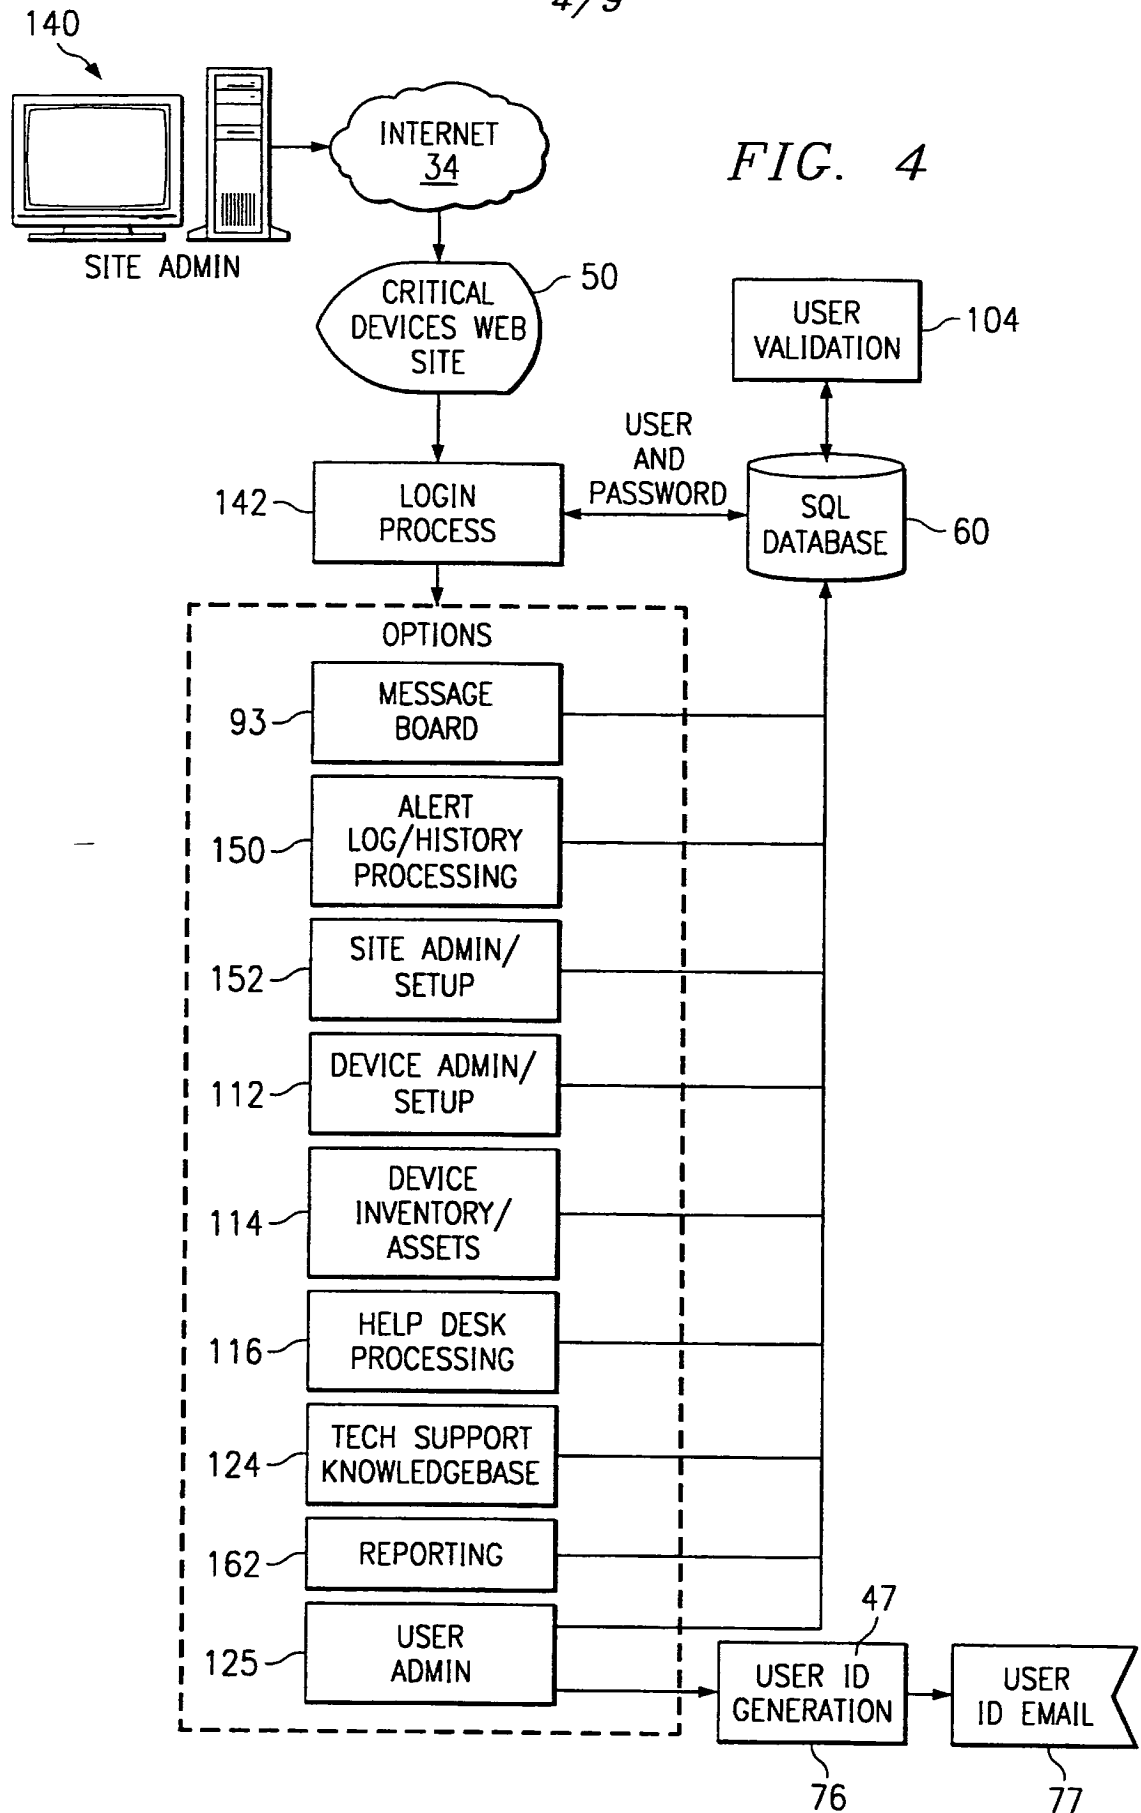 4/9
140
INTERNET
34
FIG. 4
SITE ADMIN
CRITICAL
DEVICES WEB
SITE
50
USER
VALIDATION
104
USER
AND
PASSWORD
142
LOGIN
PROCESS
SQL
DATABASE
60
OPTIONS
93
MESSAGE
BOARD
150
ALERT
LOG/HISTORY
PROCESSING
152
SITE ADMIN/
SETUP
112
DEVICE ADMIN/
SETUP
114
DEVICE
INVENTORY/
ASSETS
116
HELP DESK
PROCESSING
124
TECH SUPPORT
KNOWLEDGEBASE
162
REPORTING
125
USER
ADMIN
47
USER ID
GENERATION
76
USER
ID EMAIL
77